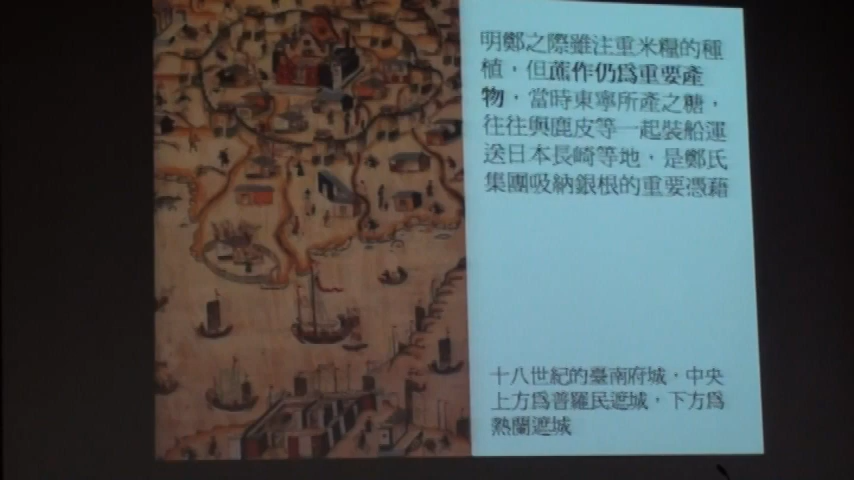 明鄭之際雖注重米糧的種
植，但蔗作仍為重要產
物，當時東寧所產之糖，
往往與鹿皮等一起裝船運
送日本長崎等地，是鄭氏
集團吸納銀根的重要憑藉
十八世紀的臺南府城，中央
上方為普羅民遮城，下方為
熱蘭遮城